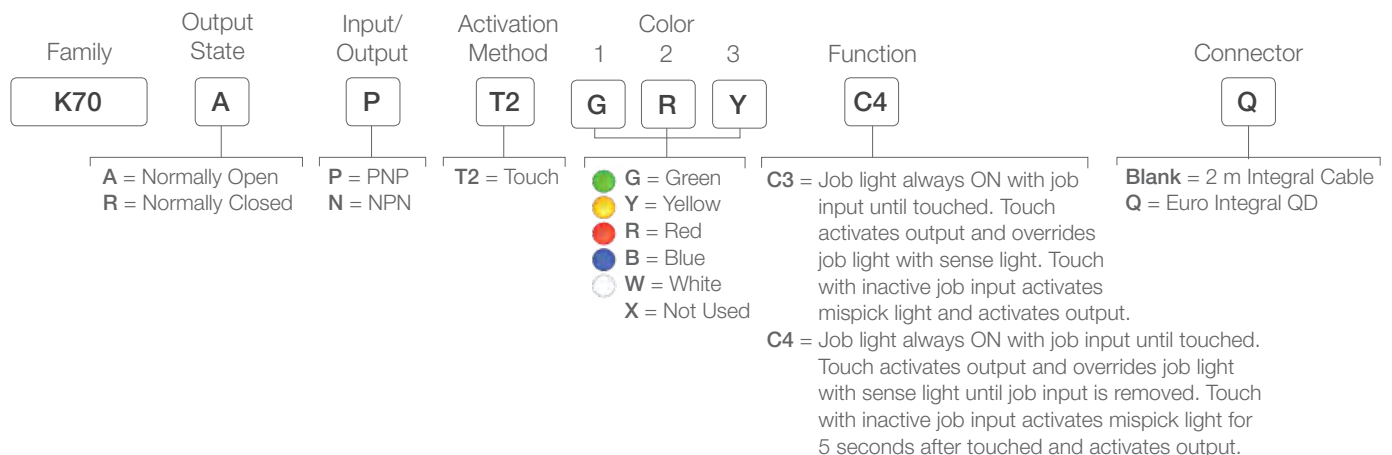 Family
Output
State
Input/
Output
Activation
Method
Color
1 2 3
Function
Connector
K70 A P T2 G R Y C4 Q
A = Normally Open
R = Normally Closed
P = PNP
N = NPN
T2 = Touch
G = Green
Y = Yellow
R = Red
B = Blue
W = White
X = Not Used
C3 = Job light always ON with job
input until touched. Touch
activates output and overrides
job light with sense light. Touch
with inactive job input activates
mispick light and activates output.
C4 = Job light always ON with job input until touched.
Touch activates output and overrides job light
with sense light until job input is removed. Touch
with inactive job input activates mispick light for
5 seconds after touched and activates output.
Blank = 2 m Integral Cable
Q = Euro Integral QD